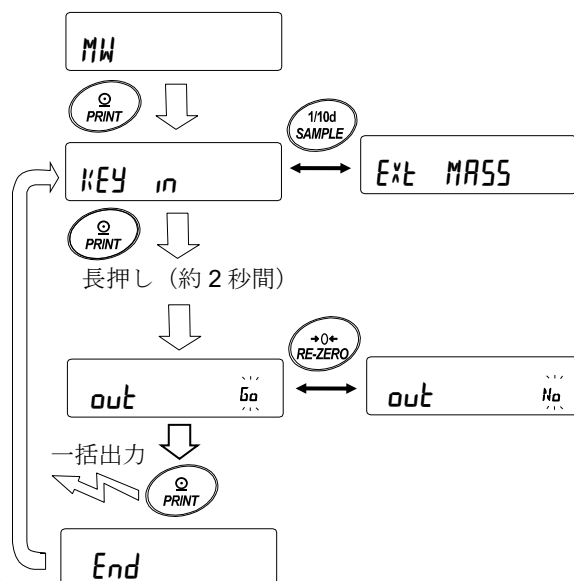 MW
PRINT
1/10d
SAMPLE
KEY in
Ext MASS
PRINT
長押し（約 2 秒間）
→0←
RE-ZERO
out Go
out No
一括出力
PRINT
End